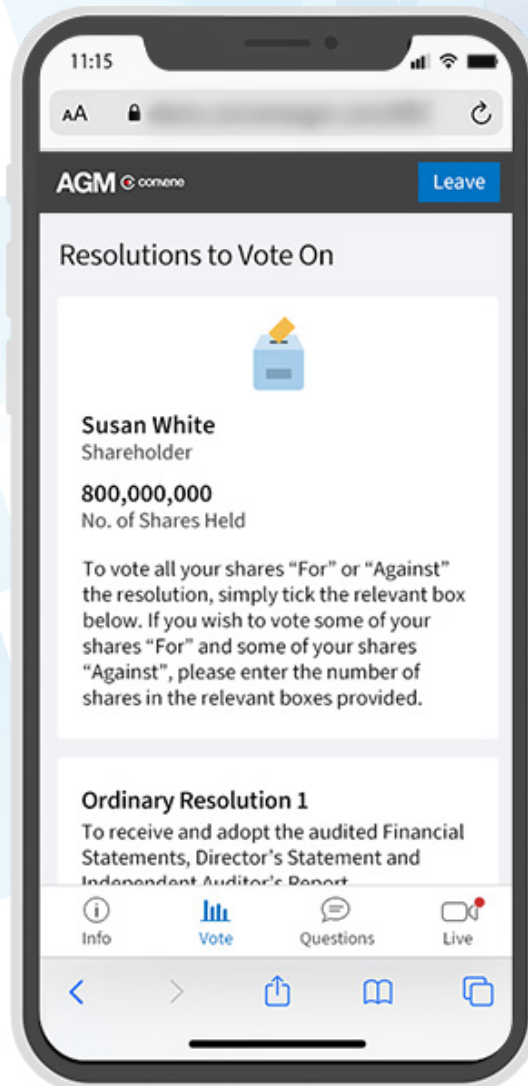 11:15
AA
AGM comene
Leave
Resolutions to Vote On
Susan White
Shareholder
800,000,000
No. of Shares Held
To vote all your shares “For” or “Against”
the resolution, simply tick the relevant box
below. If you wish to vote some of your
shares “For” and some of your shares
“Against”, please enter the number of
shares in the relevant boxes provided.
Ordinary Resolution 1
To receive and adopt the audited Financial
Statements, Director’s Statement and
Independent Auditor’s Report
Info
Vote
Questions
Live